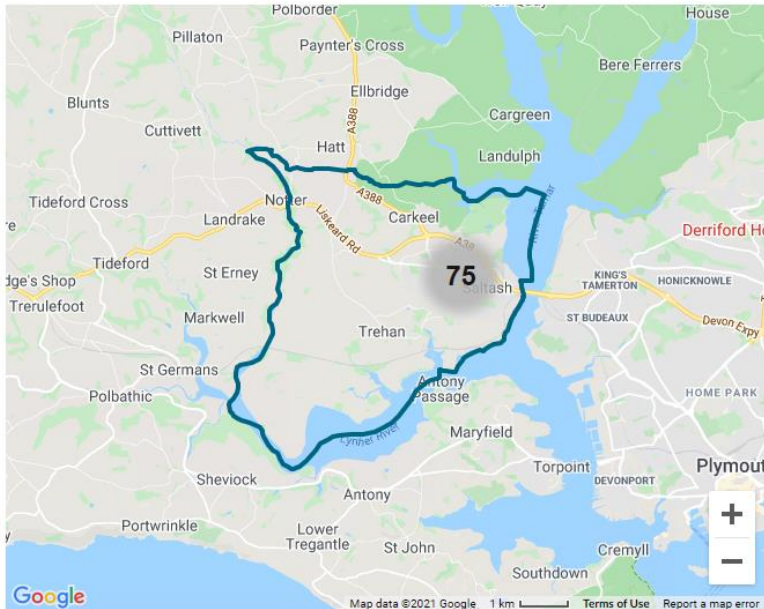 POLBORDER
Pillaton
Paynter's Cross
House
Bere Ferrers
Blunts
Ellbridge
A388
Cargreen
Cuttivett
Hatt
Landulph
Tideford Cross
Notter
A388
Landrake
Liskeard Rd
Carkeel
River Tamar
Derriford Ho
Tideford
A38
dge's Shop
St Erney
75
KING'S
TAMERTON
HONICKNOWLE
Trerulefoot
Saltash
Markwell
Trehan
ST BUDEAUX
Devon Expy
St Germans
Polbathic
Antony
Passage
HOME PARK
Lynher River
Maryfield
Sheviock
Torpoint
Plymouth
DEVONPORT
Antony
Portwrinkle
Lower
Tregantle
St John
Cremyll
Southdown
+
−
Google
Map data ©2021 Google
1 km
Terms of Use
Report a map error